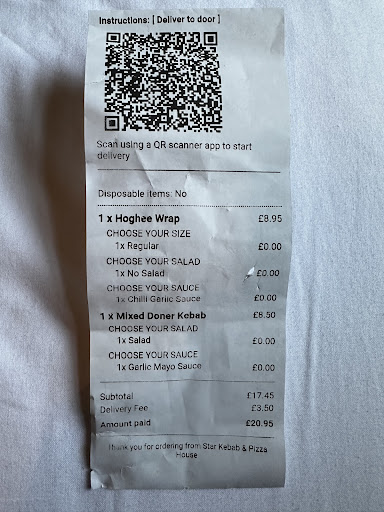 Instructions: [ Deliver to door ]
Scan using a QR scanner app to start
delivery
Disposable items: No
1 x Hoghee Wrap £8.95
CHOOSE YOUR SIZE
1x Regular £0.00
CHOOSE YOUR SALAD
1x No Salad £0.00
CHOOSE YOUR SAUCE
1x Chilli Garlic Sauce £0.00
1 x Mixed Doner Kebab £8.50
CHOOSE YOUR SALAD
1x Salad £0.00
CHOOSE YOUR SAUCE
1x Garlic Mayo Sauce £0.00
Subtotal £17.45
Delivery Fee £3.50
Amount paid £20.95
Thank you for ordering from Star Kebab & Pizza
House